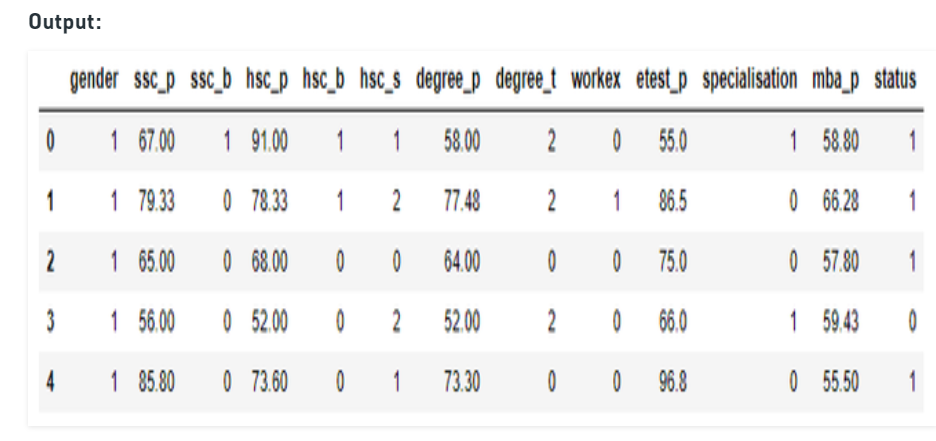 Output:
gender ssc_p ssc_b hsc_p hsc_b hsc_s degree_p degree_t workex etest_p specialisation mba_p status
0 1 67.00 1 91.00 1 1 58.00 2 0 55.0 1 58.80 1
1 1 79.33 0 78.33 1 2 77.48 2 1 86.5 0 66.28 1
2 1 65.00 0 68.00 0 0 64.00 0 0 75.0 0 57.80 1
3 1 56.00 0 52.00 0 2 52.00 2 0 66.0 1 59.43 0
4 1 85.80 0 73.60 0 1 73.30 0 0 96.8 0 55.50 1